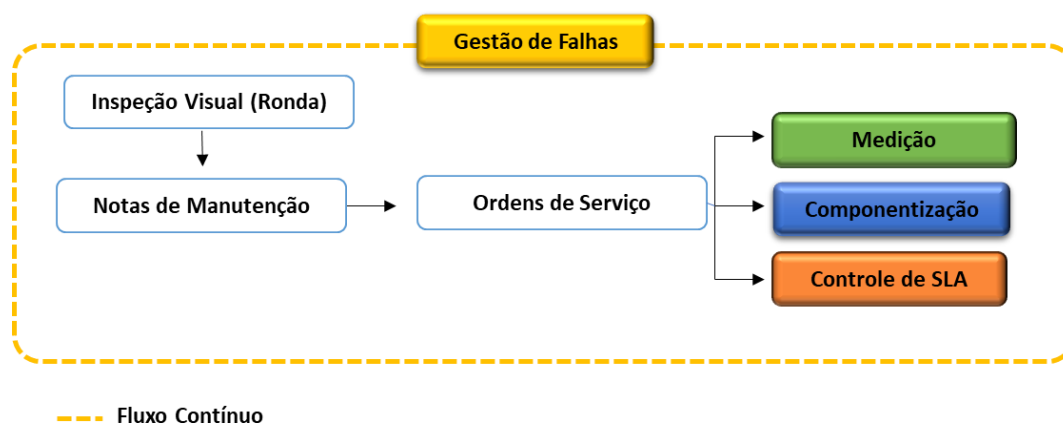 Gestão de Falhas
Inspeção Visual (Ronda)
Medição
Notas de Manutenção
Ordens de Serviço
Componentização
Controle de SLA
Fluxo Contínuo